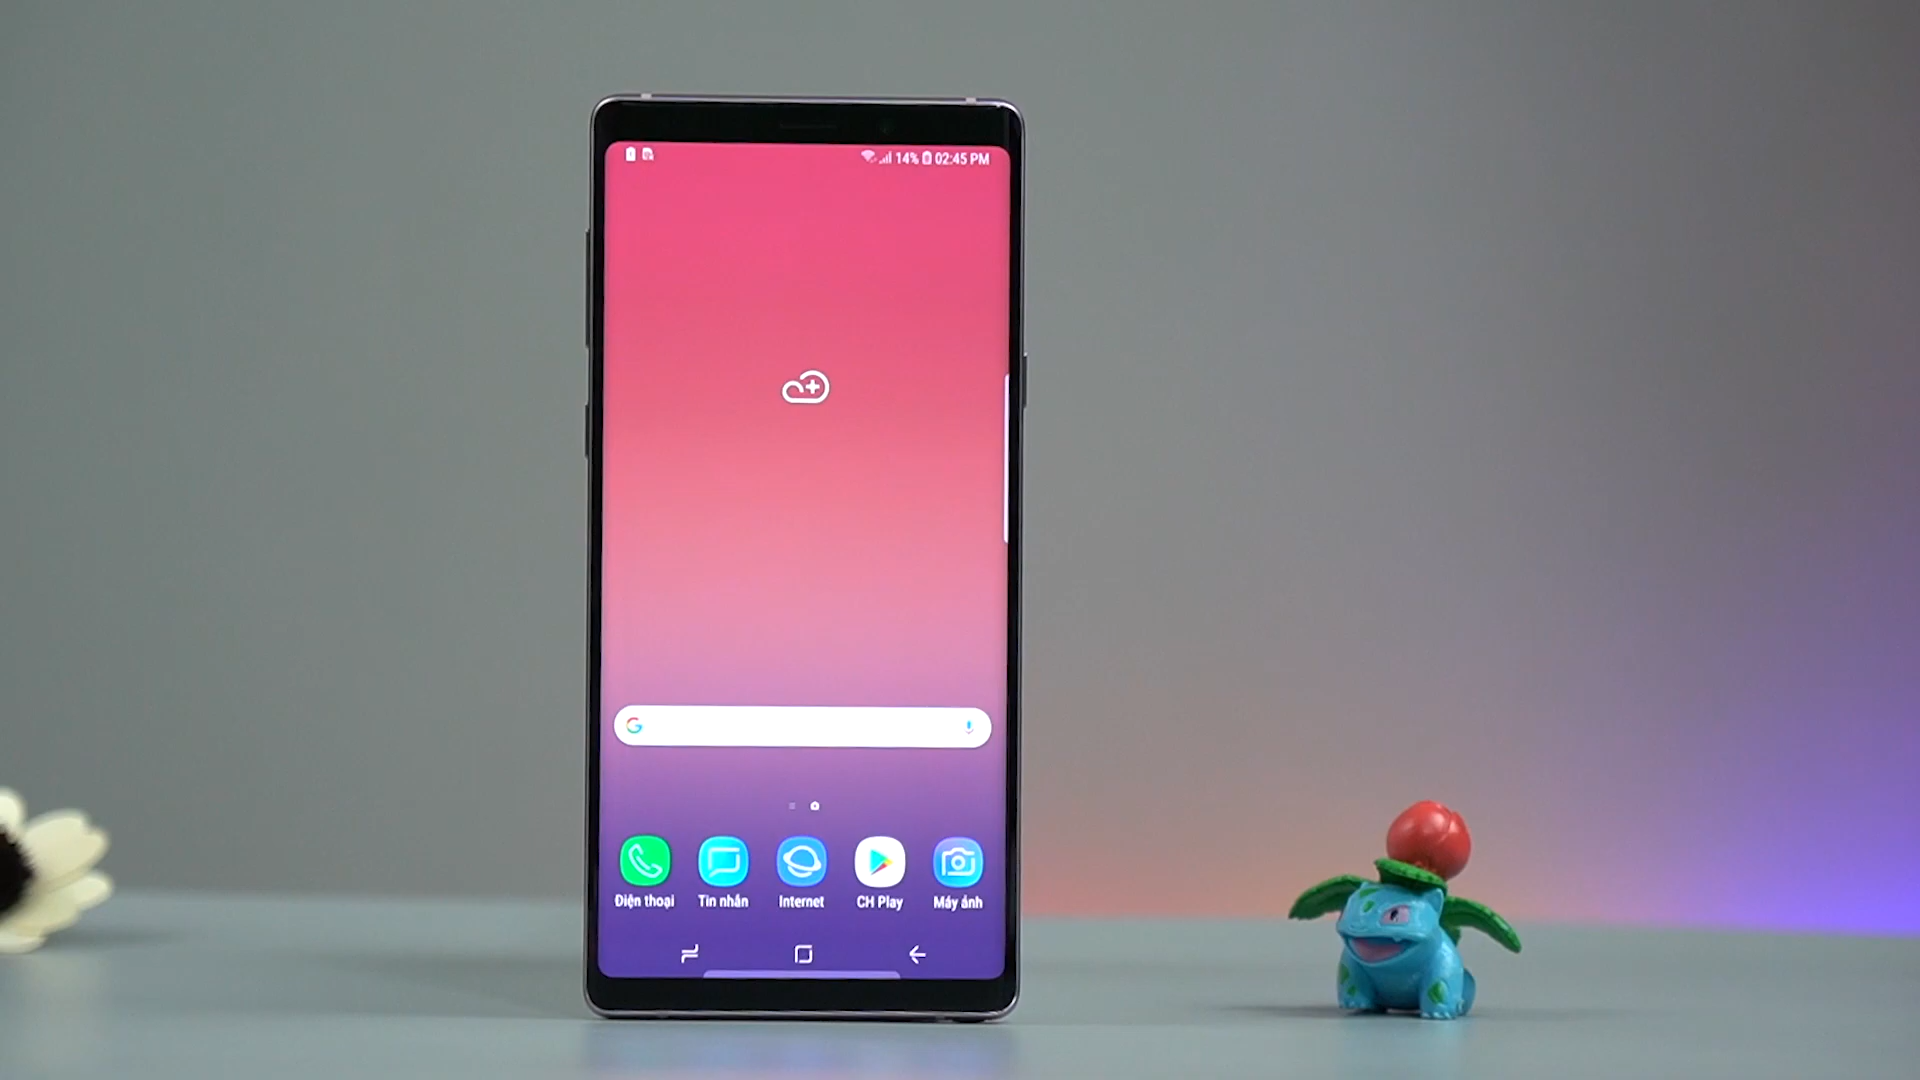 14% 02:45 PM
G
Điện thoại Tin nhắn Internet CH Play Máy ảnh